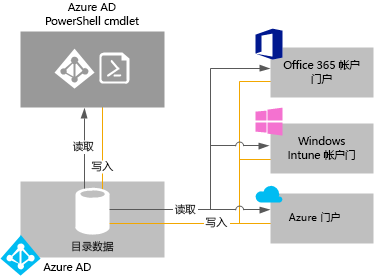 Azure AD
PowerShell cmdlet
Office 365 帐户
门户
读取
写入
Windows
Intune 帐户门
读取
写入
Azure 门户
目录数据
Azure AD